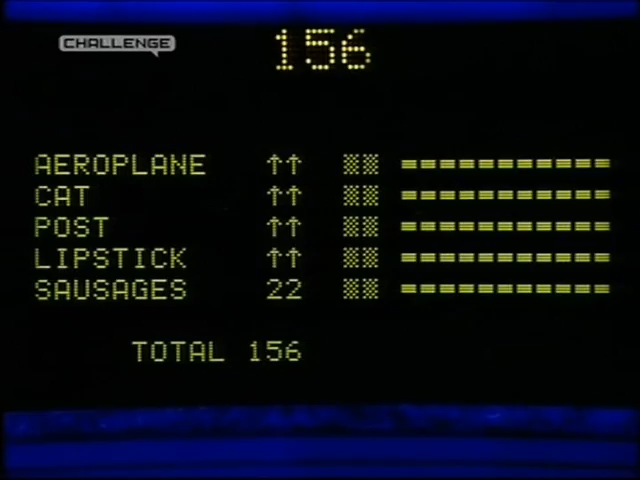 CHALLENGE
156
AEROPLANE ↑↑ ▒▒ ===========
CAT ↑↑ ▒▒ ===========
POST ↑↑ ▒▒ ===========
LIPSTICK ↑↑ ▒▒ ===========
SAUSAGES 22 ▒▒ ===========
TOTAL 156